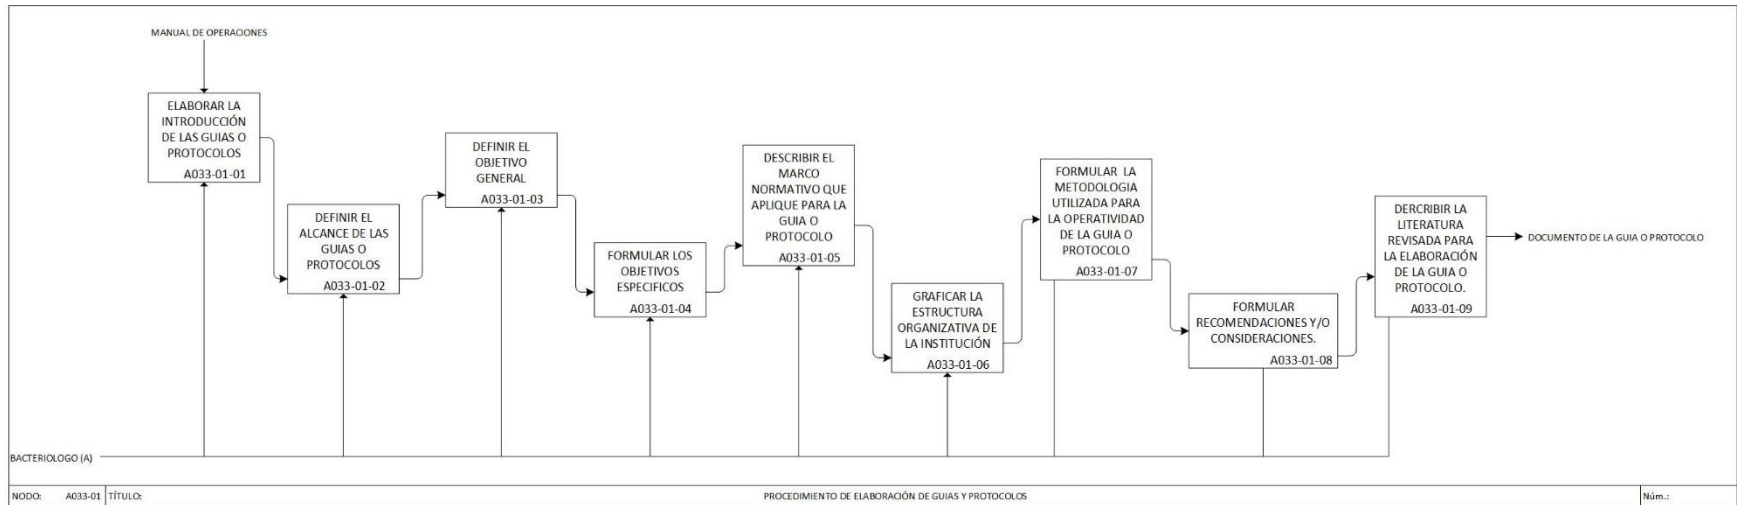 MANUAL DE OPERACIONES
ELABORAR LA
INTRODUCCIÓN
DE LAS GUIAS O
PROTOCOLOS
A033-01-01
DEFINIR EL
ALCANCE DE LAS
GUIAS O
PROTOCOLOS
A033-01-02
DEFINIR EL
OBJETIVO
GENERAL
A033-01-03
FORMULAR LOS
OBJETIVOS
ESPECIFICOS
A033-01-04
DESCRIBIR EL
MARCO
NORMATIVO QUE
APLIQUE PARA LA
GUIA O
PROTOCOLO
A033-01-05
GRAFICAR LA
ESTRUCTURA
ORGANIZATIVA DE
LA INSTITUCIÓN
A033-01-06
FORMULAR LA
METODOLOGIA
UTILIZADA PARA
LA OPERATIVIDAD
DE LA GUIA O
PROTOCOLO
A033-01-07
FORMULAR
RECOMENDACIONES Y/O
CONSIDERACIONES.
A033-01-08
DERCRIBIR LA
LITERATURA
REVISADA PARA
LA ELABORACIÓN
DE LA GUIA O
PROTOCOLO.
A033-01-09
DOCUMENTO DE LA GUIA O PROTOCOLO
BACTERIOLOGO (A)
NODO: A033-01 TÍTULO: PROCEDIMIENTO DE ELABORACIÓN DE GUIAS Y PROTOCOLOS Núm.: